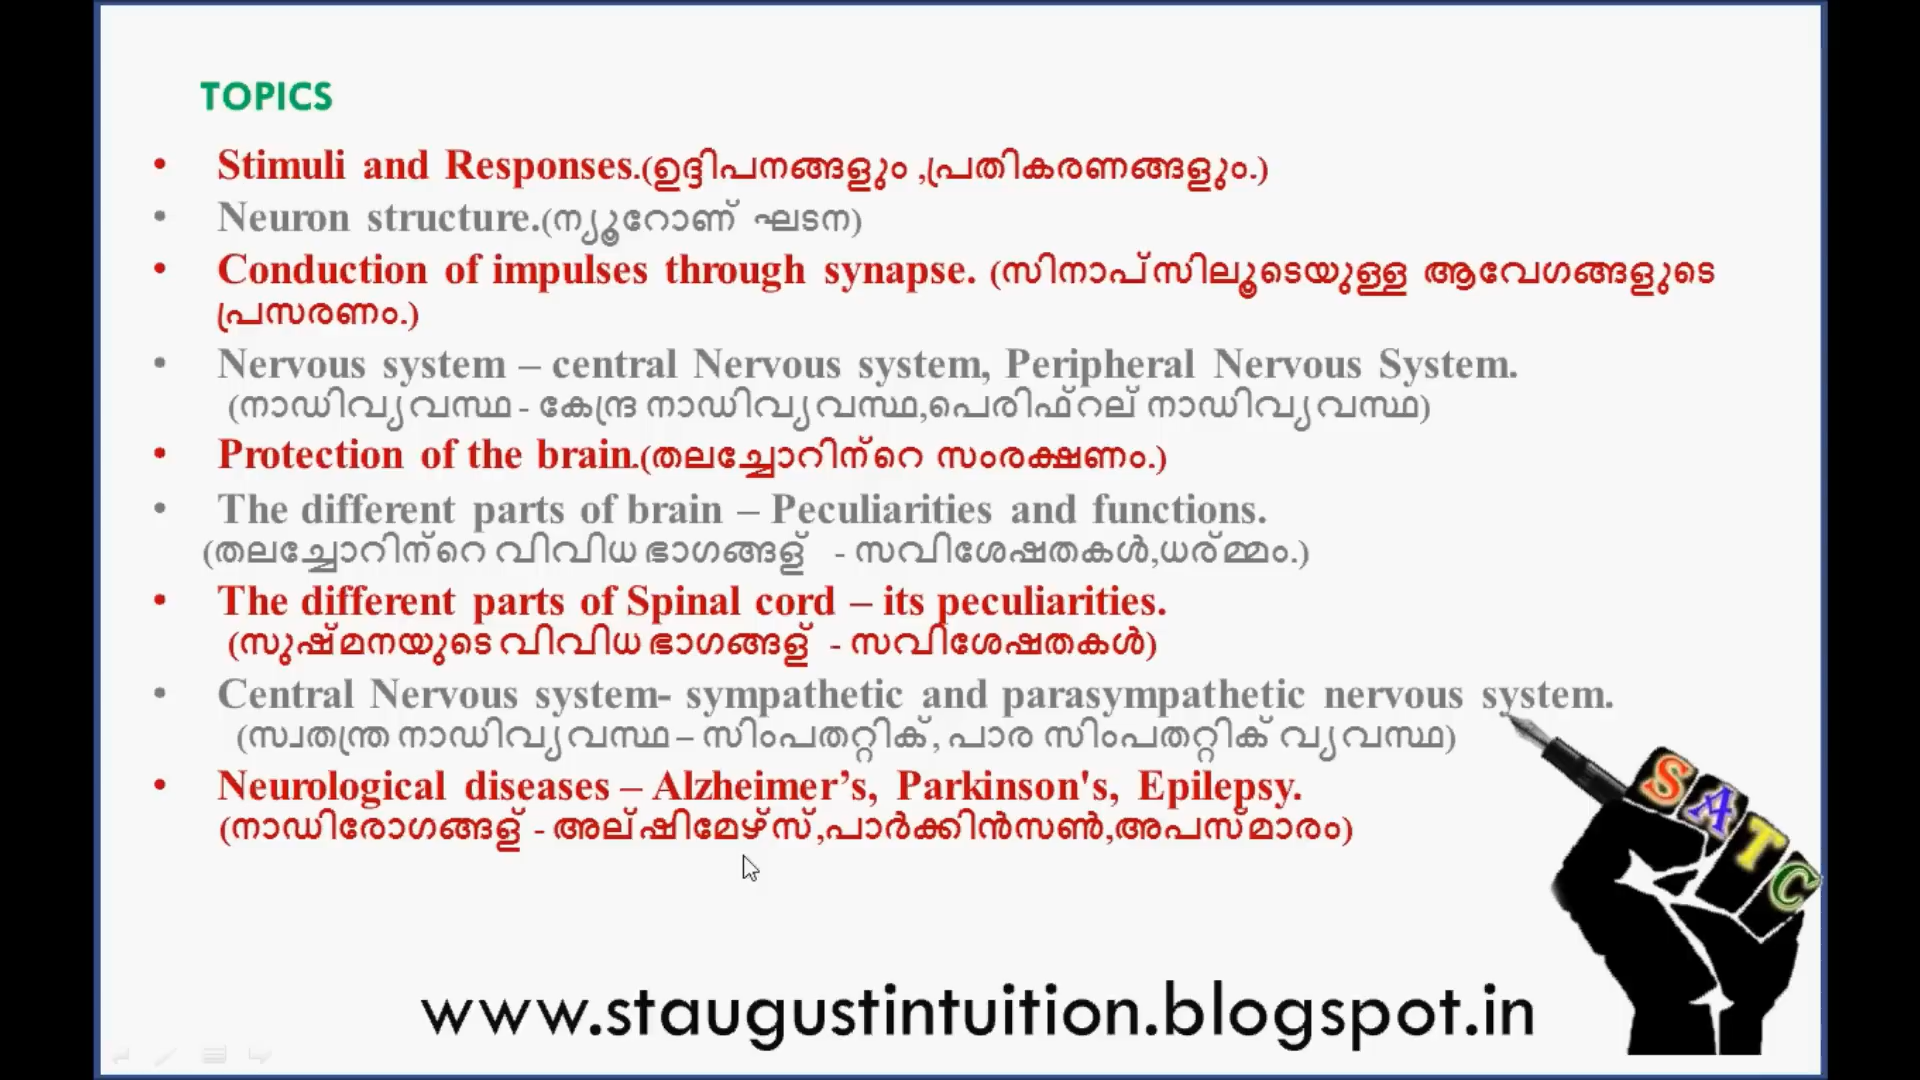 TOPICS
• Stimuli and Responses.(ഉദ്ദിപനങ്ങളും ,പ്രതികരണങ്ങളും.)
• Neuron structure.(ന്യൂറോണ് ഘടന)
• Conduction of impulses through synapse. (സിനാപ്സിലൂടെയുള്ള ആവേഗങ്ങളുടെ
പ്രസരണം.)
• Nervous system – central Nervous system, Peripheral Nervous System.
(നാഡിവ്യവസ്ഥ - കേന്ദ്ര നാഡിവ്യവസ്ഥ,പെരിഫ്റല് നാഡിവ്യവസ്ഥ)
• Protection of the brain.(തലച്ചോറിന്റെ സംരക്ഷണം.)
• The different parts of brain – Peculiarities and functions.
(തലച്ചോറിന്റെ വിവിധ ഭാഗങ്ങള് - സവിശേഷതകൾ,ധര്മ്മം.)
• The different parts of Spinal cord – its peculiarities.
(സുഷ്മനയുടെ വിവിധ ഭാഗങ്ങള് - സവിശേഷതകൾ)
• Central Nervous system- sympathetic and parasympathetic nervous system.
(സ്വതന്ത്ര നാഡിവ്യവസ്ഥ – സിംപതറ്റിക്, പാര സിംപതറ്റിക് വ്യവസ്ഥ)
• Neurological diseases – Alzheimer’s, Parkinson's, Epilepsy.
(നാഡിരോഗങ്ങള് - അല്ഷിമേഴ്സ്,പാർക്കിൻസൺ,അപസ്മാരം)
SATC
www.staugustintuition.blogspot.in